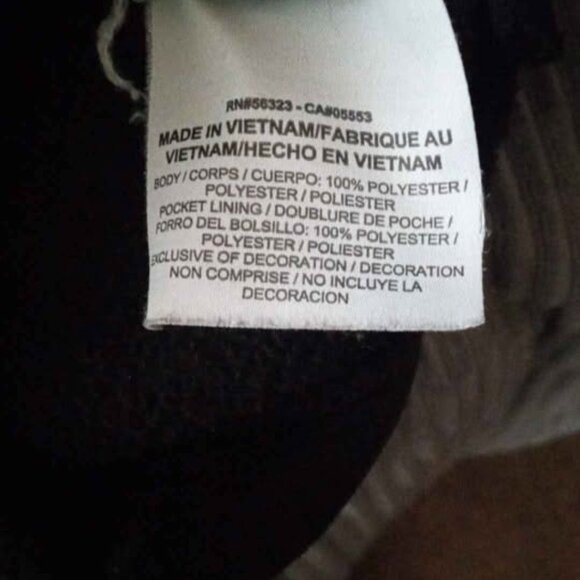 RN#56323 - CA#05553
MADE IN VIETNAM/FABRIQUE AU
VIETNAM/HECHO EN VIETNAM
BODY / CORPS / CUERPO: 100% POLYESTER /
POLYESTER / POLIESTER
POCKET LINING / DOUBLURE DE POCHE /
FORRO DEL BOLSILLO: 100% POLYESTER /
POLYESTER / POLIESTER
EXCLUSIVE OF DECORATION / DECORATION
NON COMPRISE / NO INCLUYE LA
DECORACION